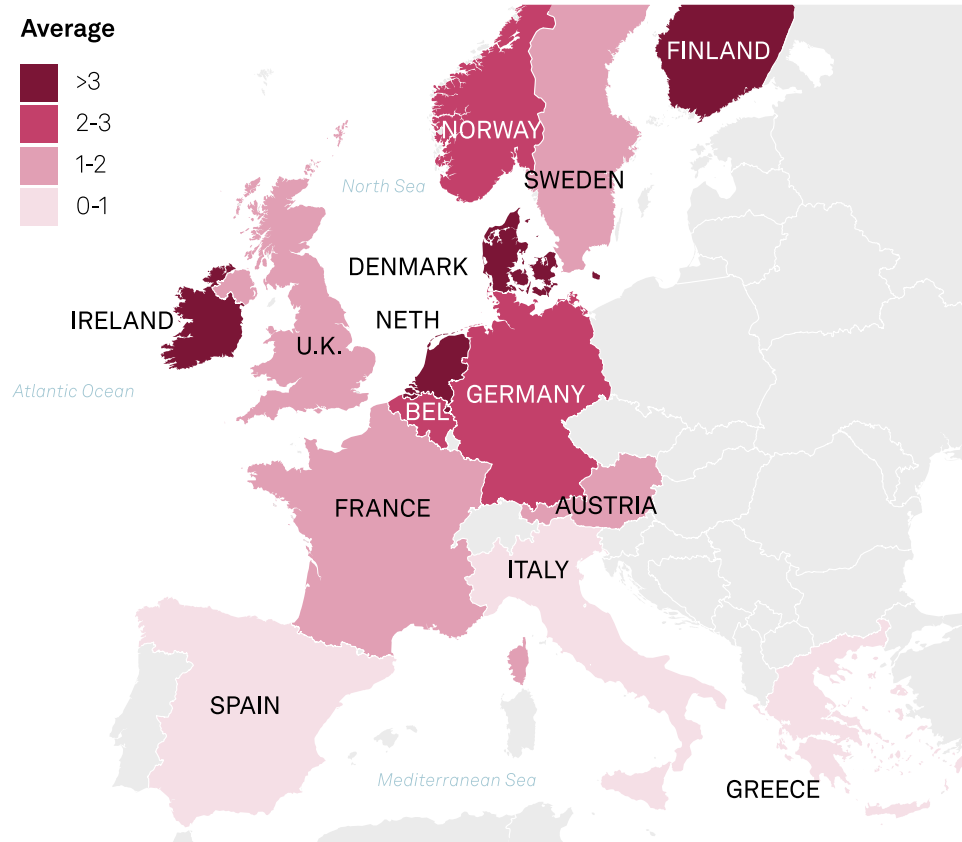 Average
>3
2-3
1-2
0-1
FINLAND
NORWAY
SWEDEN
North Sea
DENMARK
IRELAND
NETH
U.K.
Atlantic Ocean
BEL
GERMANY
FRANCE
AUSTRIA
ITALY
SPAIN
Mediterranean Sea
GREECE